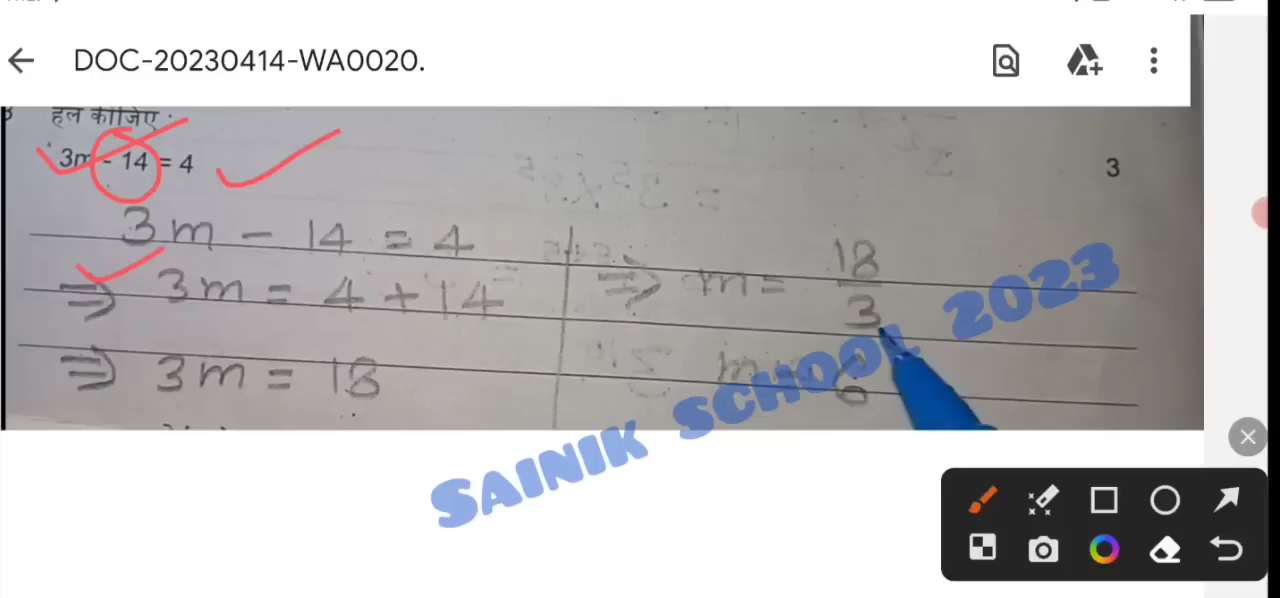 DOC-20230414-WA0020.
हल कीजिए
3m - 14 = 4
3
3m - 14 = 4
⇒ 3m = 4 + 14
⇒ 3m = 18
⇒ m = 18/3
m = 6
SAINIK SCHOOL 2023